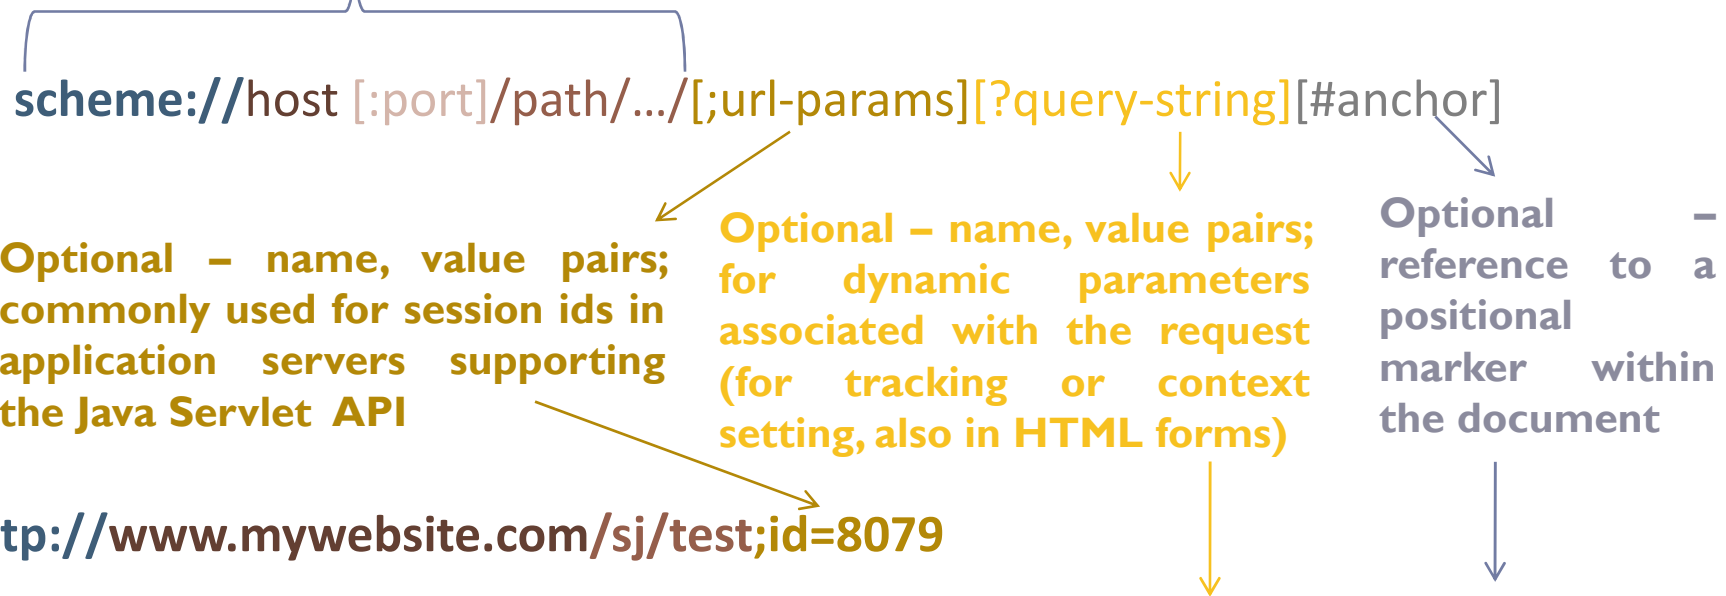 scheme://host [:port]/path/.../[;url-params][?query-string][#anchor]
Optional – name, value pairs;
commonly used for session ids in
application servers supporting
the Java Servlet API
Optional – name, value pairs;
for dynamic parameters
associated with the request
(for tracking or context
setting, also in HTML forms)
Optional –
reference to a
positional
marker within
the document
tp://www.mywebsite.com/sj/test;id=8079